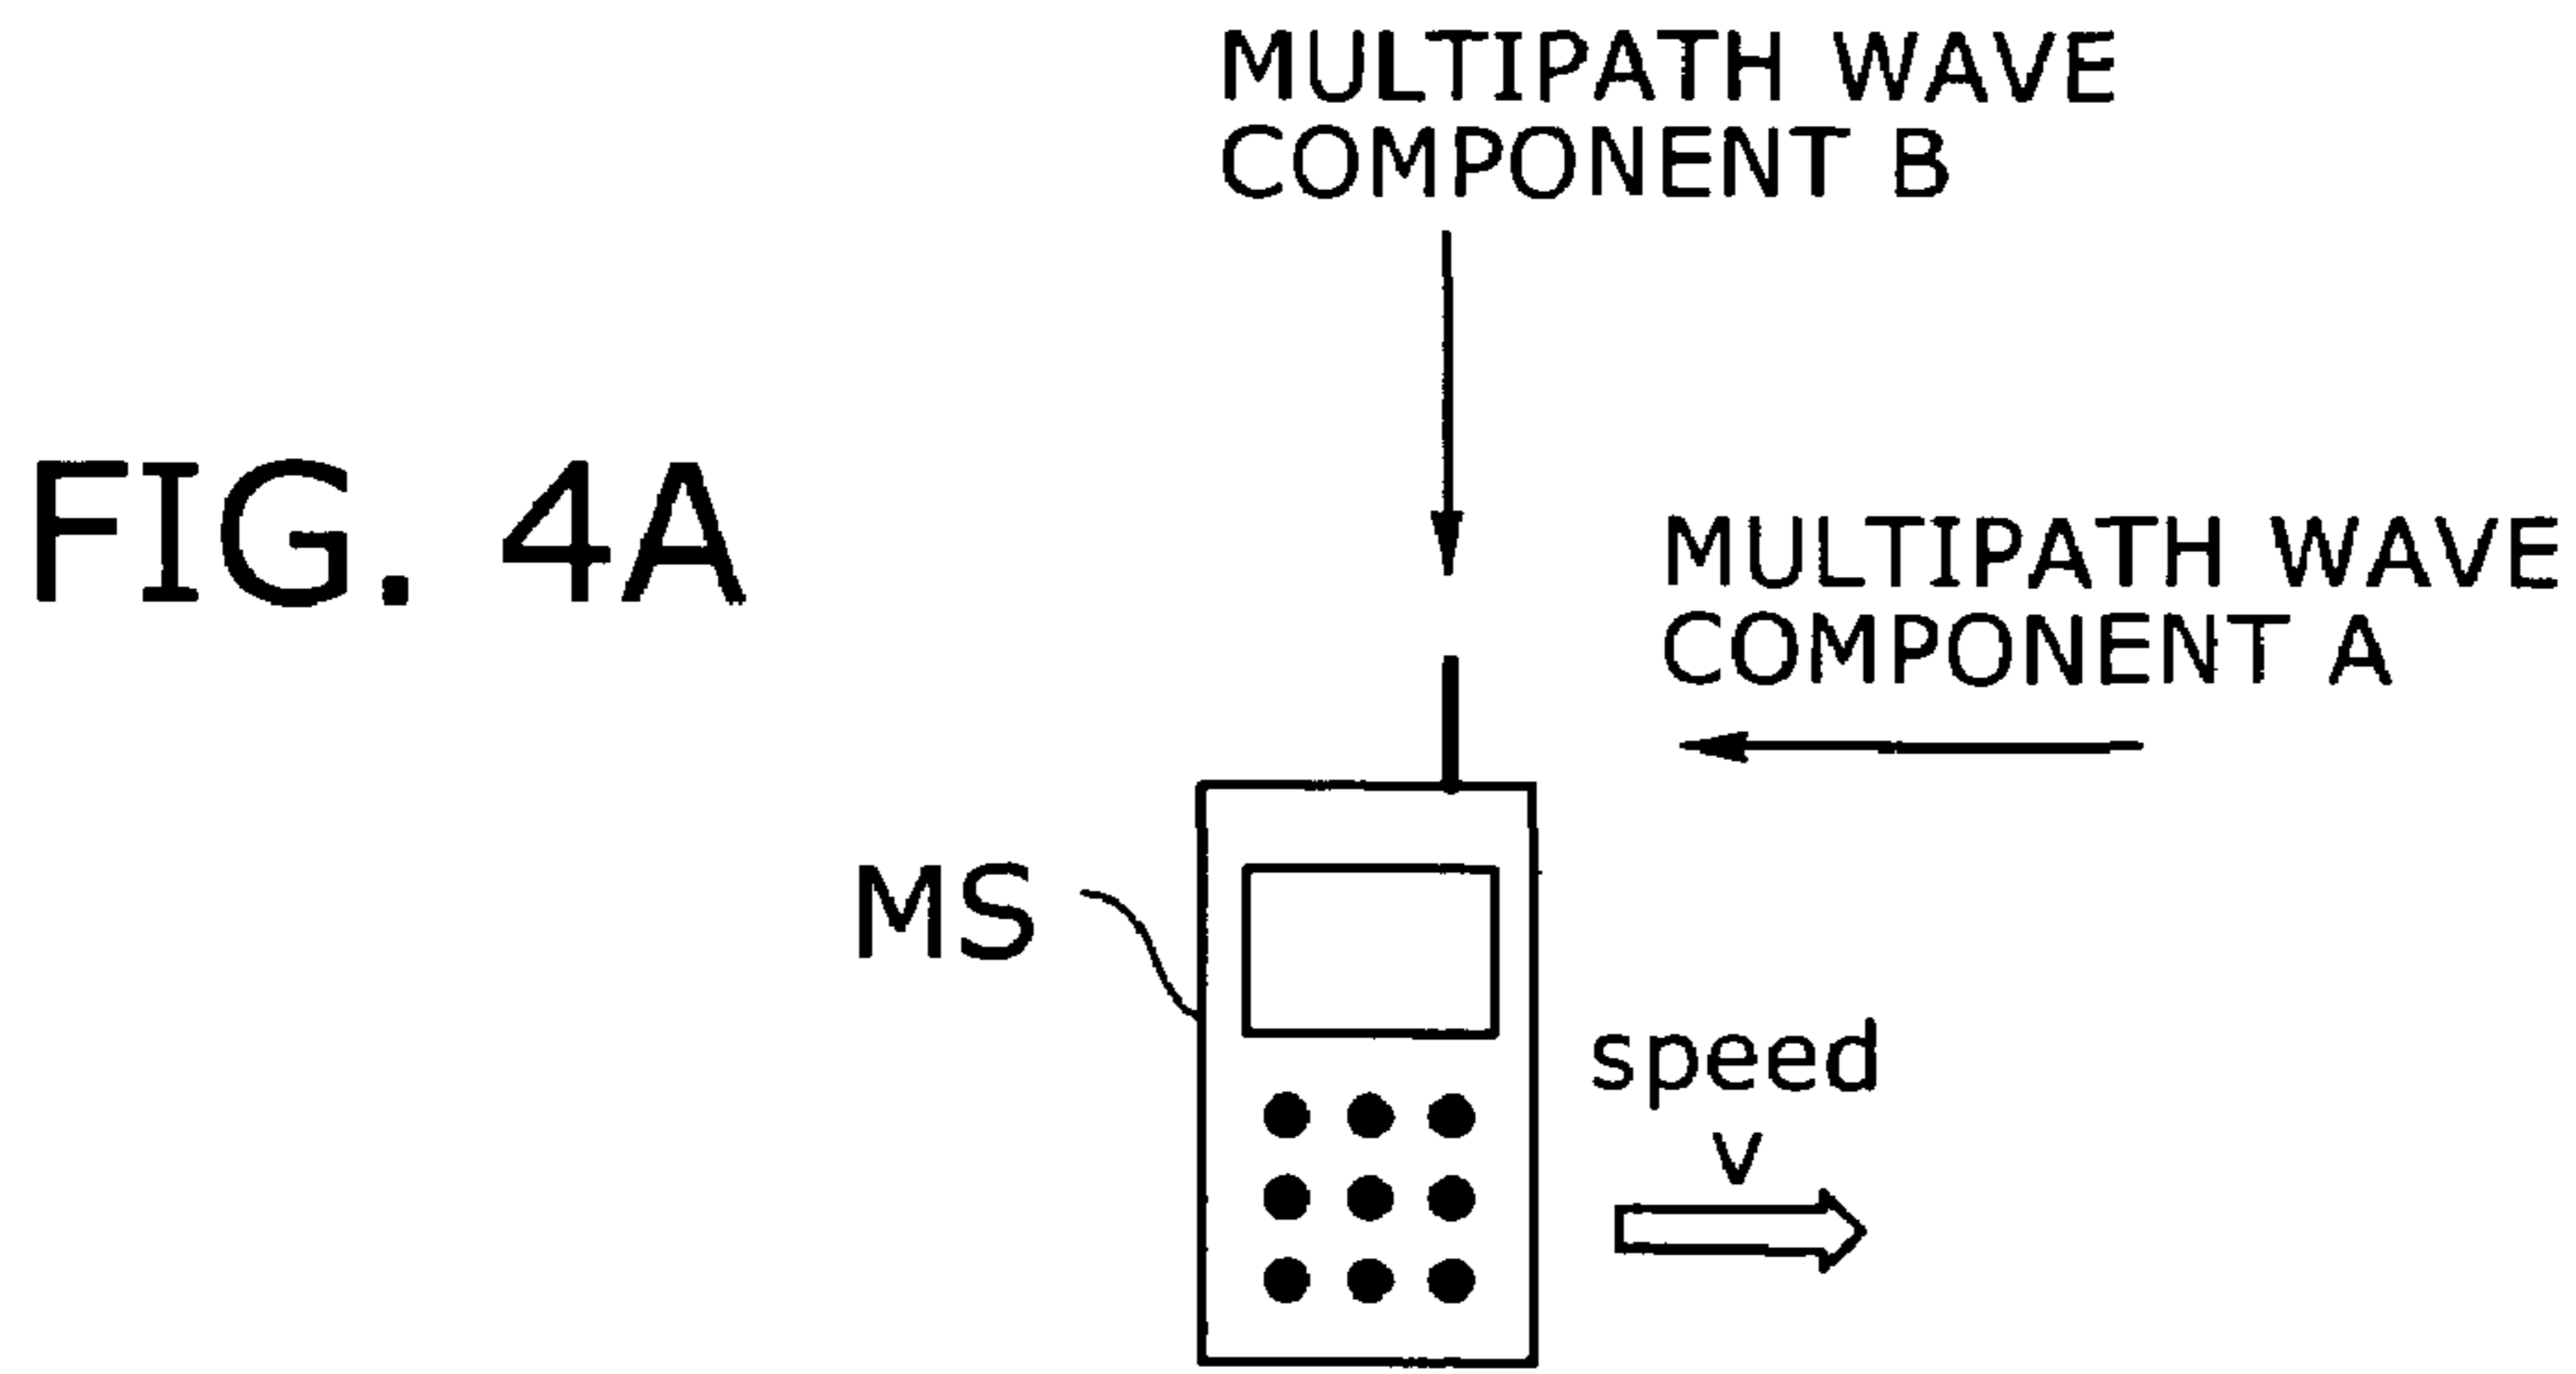 MULTIPATH WAVE
COMPONENT B
FIG. 4A
MULTIPATH WAVE
COMPONENT A
MS
speed
v